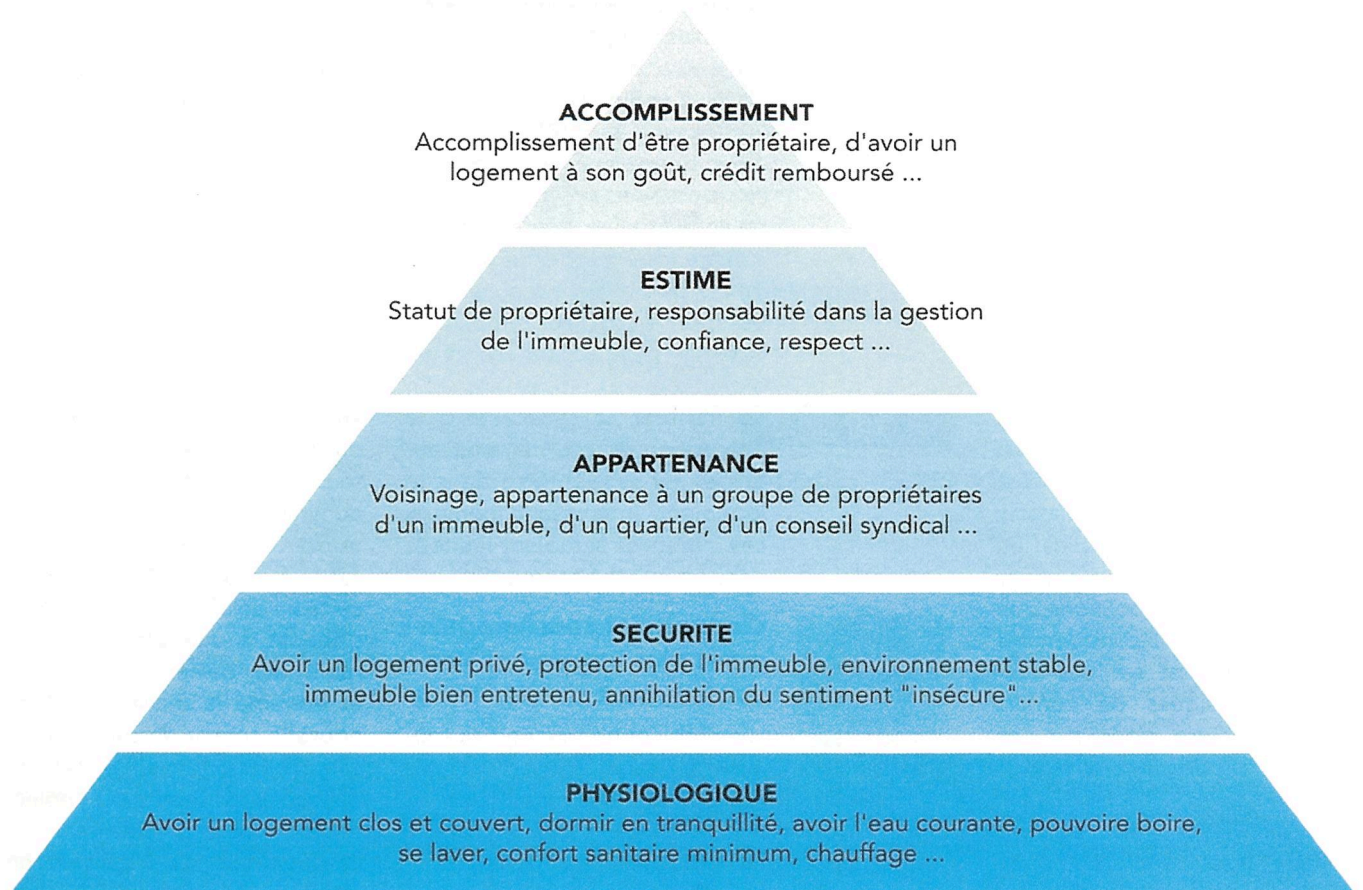 ACCOMPLISSEMENT
Accomplissement d'être propriétaire, d'avoir un
logement à son goût, crédit remboursé ...
ESTIME
Statut de propriétaire, responsabilité dans la gestion
de l'immeuble, confiance, respect ...
APPARTENANCE
Voisinage, appartenance à un groupe de propriétaires
d'un immeuble, d'un quartier, d'un conseil syndical ...
SECURITE
Avoir un logement privé, protection de l'immeuble, environnement stable,
immeuble bien entretenu, annihilation du sentiment "insécure"...
PHYSIOLOGIQUE
Avoir un logement clos et couvert, dormir en tranquillité, avoir l'eau courante, pouvoire boire,
se laver, confort sanitaire minimum, chauffage ...